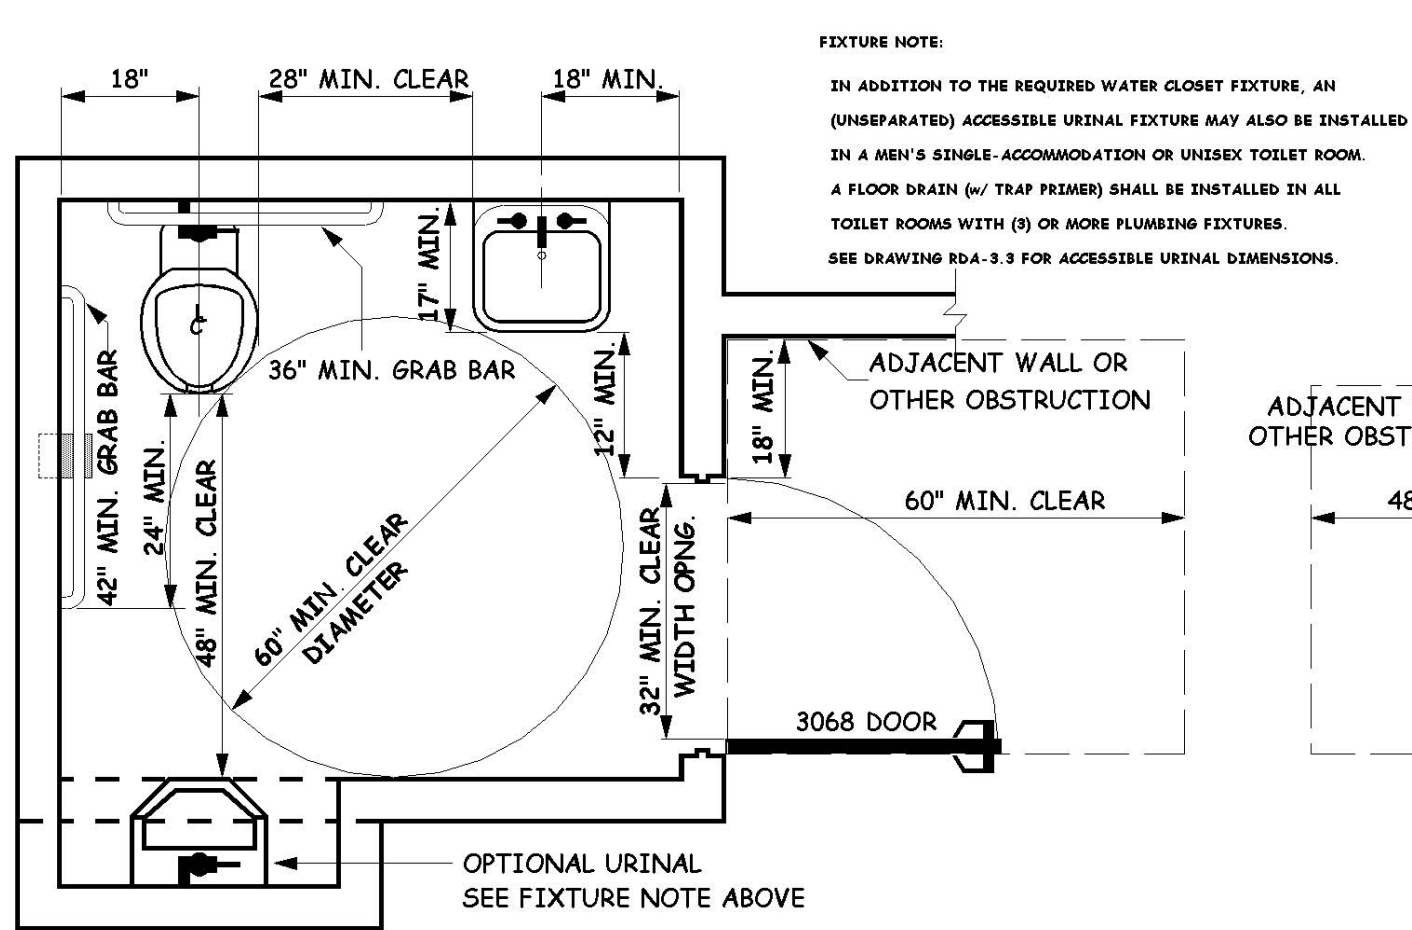 FIXTURE NOTE:
IN ADDITION TO THE REQUIRED WATER CLOSET FIXTURE, AN
(UNSEPARATED) ACCESSIBLE URINAL FIXTURE MAY ALSO BE INSTALLED
IN A MEN'S SINGLE-ACCOMMODATION OR UNISEX TOILET ROOM.
A FLOOR DRAIN (w/ TRAP PRIMER) SHALL BE INSTALLED IN ALL
TOILET ROOMS WITH (3) OR MORE PLUMBING FIXTURES.
SEE DRAWING RDA-3.3 FOR ACCESSIBLE URINAL DIMENSIONS.
18"
28" MIN. CLEAR
18" MIN.
17" MIN.
36" MIN. GRAB BAR
42" MIN. GRAB BAR
24" MIN.
48" MIN. CLEAR
60" MIN. CLEAR
DIAMETER
12" MIN.
18" MIN.
ADJACENT WALL OR
OTHER OBSTRUCTION
60" MIN. CLEAR
32" MIN. CLEAR
WIDTH OPNG.
3068 DOOR
ADJACENT
OTHER OBST
48
OPTIONAL URINAL
SEE FIXTURE NOTE ABOVE